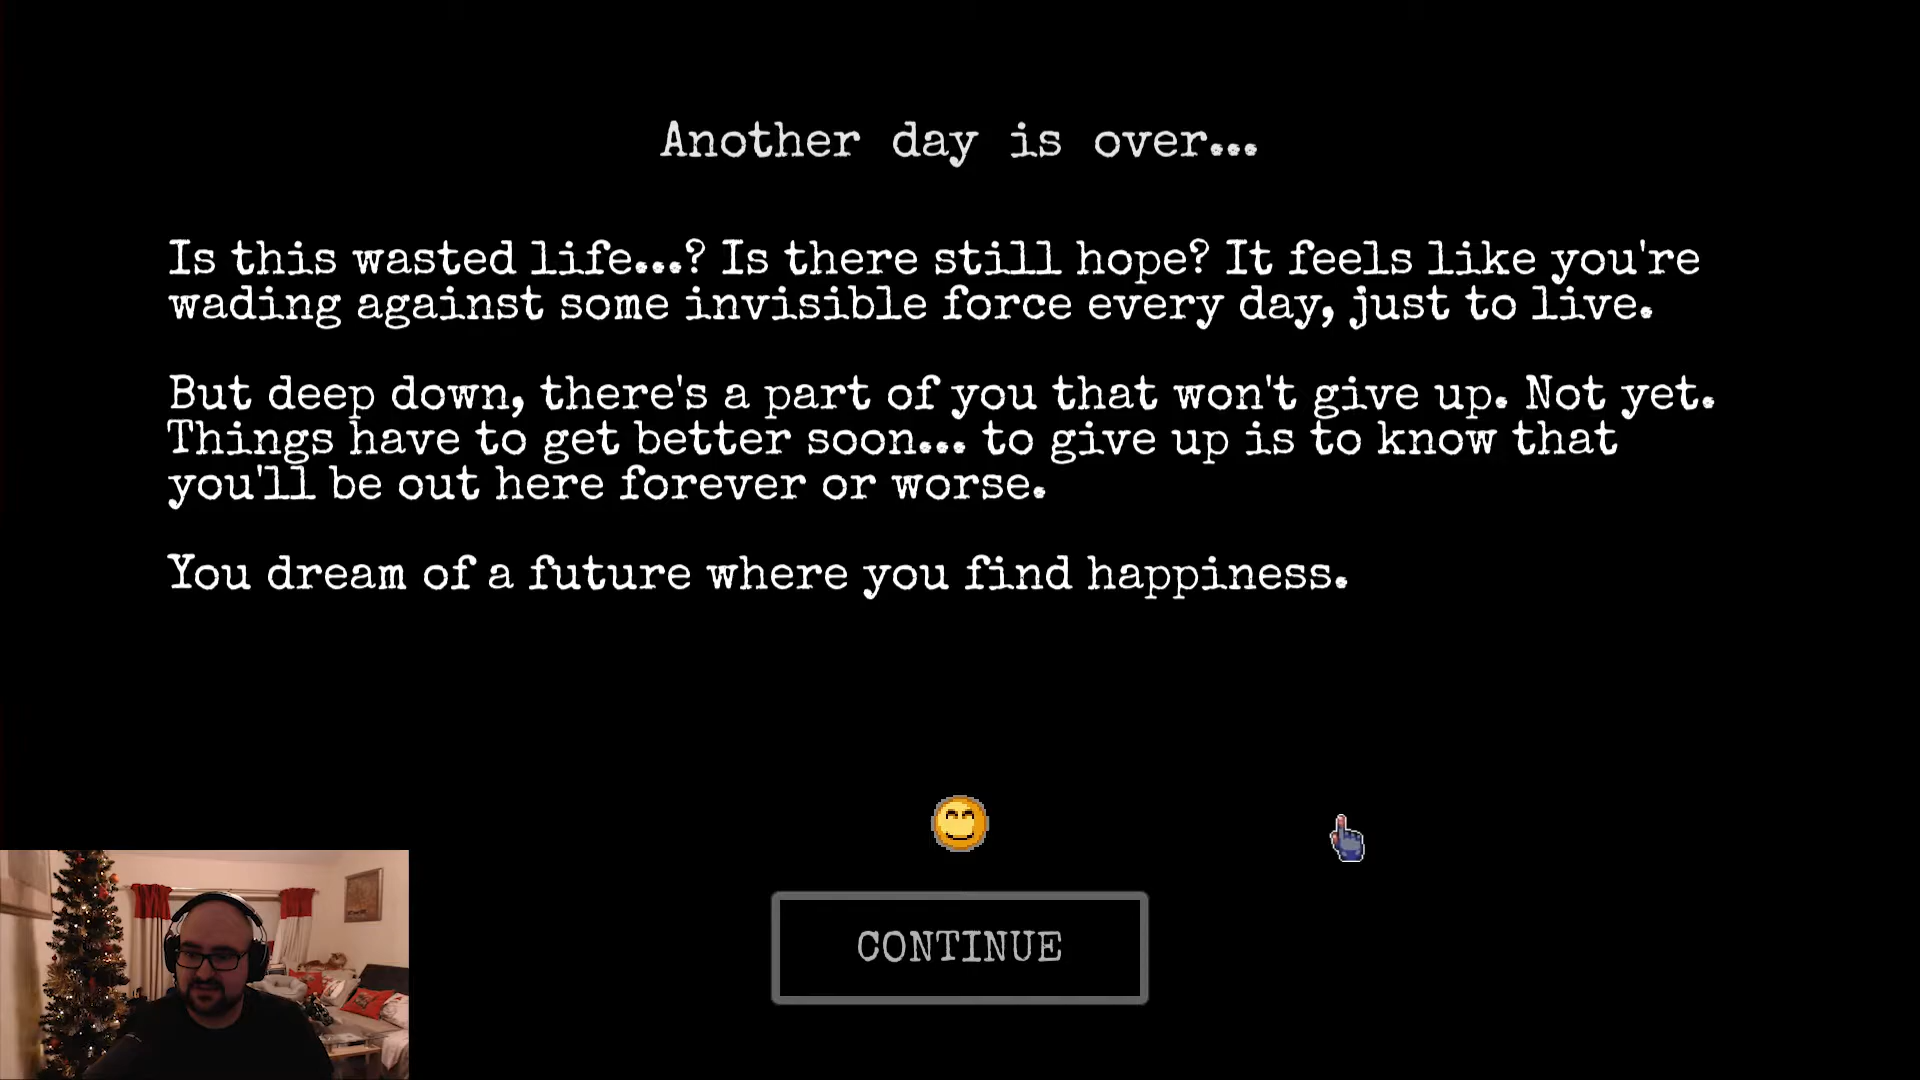 Another day is over...
Is this wasted life...? Is there still hope? It feels like you're
wading against some invisible force every day, just to live.
But deep down, there's a part of you that won't give up. Not yet.
Things have to get better soon... to give up is to know that
you'll be out here forever or worse.
You dream of a future where you find happiness.
CONTINUE